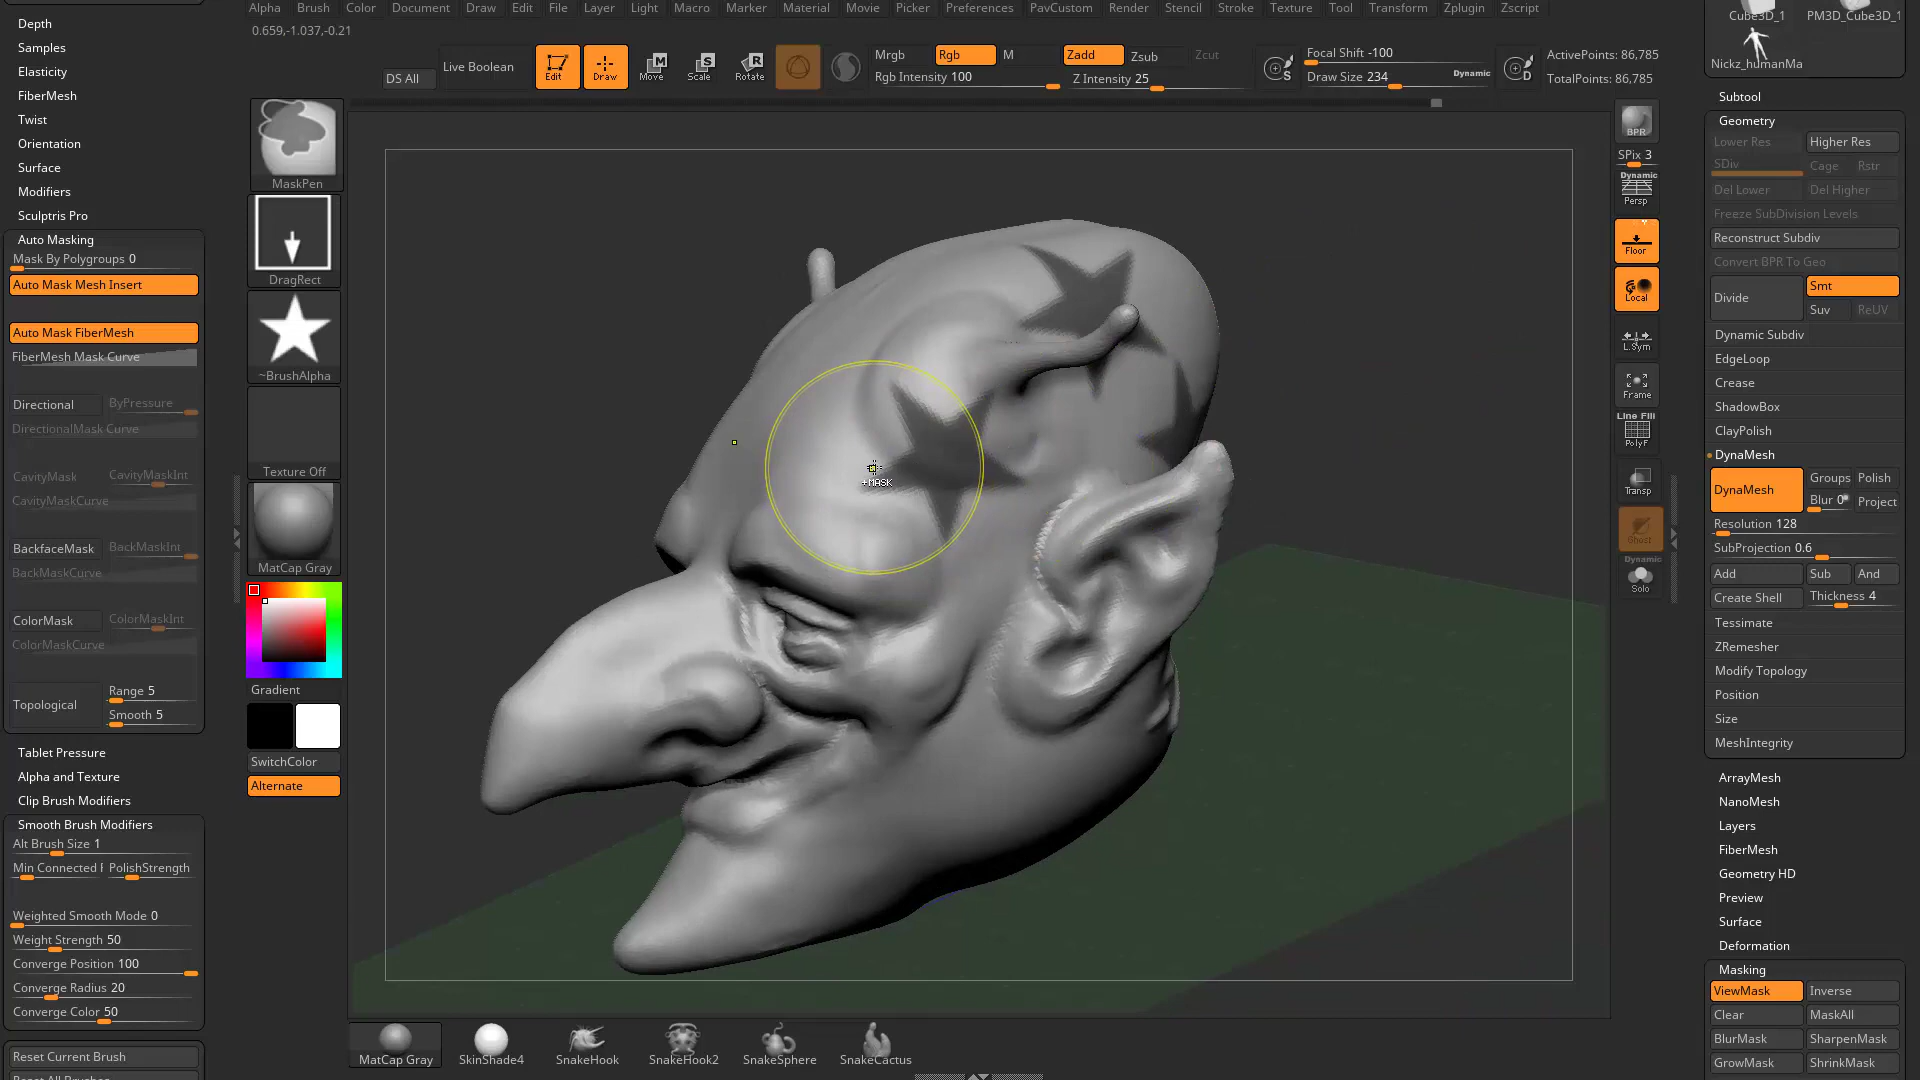 Alpha Brush Color Document Draw Edit File Layer Light Macro Marker Material Movie Picker Preferences PavCustom Render Stencil Stroke Texture Tool Transform Zplugin Zscript
0.659,-1.037,-0.21
DS All
Live Boolean
Edit
Draw
Move
Scale
Rotate
Mrgb
Rgb
M
Rgb Intensity 100
Zadd
Zsub
Zcut
Z Intensity 25
S
Focal Shift -100
Draw Size 234
Dynamic
D
ActivePoints: 86,785
TotalPoints: 86,785
Depth
Samples
Elasticity
FiberMesh
Twist
Orientation
Surface
Modifiers
Sculptris Pro
Auto Masking
Mask By Polygroups 0
Auto Mask Mesh Insert
Auto Mask FiberMesh
FiberMesh Mask Curve
Directional
ByPressure
DirectionalMask Curve
CavityMask
CavityMaskInt
CavityMaskCurve
BackfaceMask
BackMaskInt
BackMaskCurve
ColorMask
ColorMaskInt
ColorMaskCurve
Topological
Range 5
Smooth 5
Tablet Pressure
Alpha and Texture
Clip Brush Modifiers
Smooth Brush Modifiers
Alt Brush Size 1
Min Connected P
PolishStrength
Weighted Smooth Mode 0
Weight Strength 50
Converge Position 100
Converge Radius 20
Converge Color 50
Reset Current Brush
Reset All Brushes
MaskPen
DragRect
~BrushAlpha
Texture Off
MatCap Gray
Gradient
SwitchColor
Alternate
+MASK
MatCap Gray
SkinShade4
SnakeHook
SnakeHook2
SnakeSphere
SnakeCactus
BPR
SPix 3
Dynamic
Persp
Floor
Local
L.Sym
Frame
Line Fill
PolyF
Transp
Ghost
Dynamic
Solo
Cube3D_1
PM3D_Cube3D_1
Nickz_humanMa
Subtool
Geometry
Lower Res
Higher Res
SDiv
Cage
Rstr
Del Lower
Del Higher
Freeze SubDivision Levels
Reconstruct Subdiv
Convert BPR To Geo
Divide
Smt
Suv
ReUV
Dynamic Subdiv
EdgeLoop
Crease
ShadowBox
ClayPolish
DynaMesh
DynaMesh
Groups
Polish
Blur 0
Project
Resolution 128
SubProjection 0.6
Add
Sub
And
Create Shell
Thickness 4
Tessimate
ZRemesher
Modify Topology
Position
Size
MeshIntegrity
ArrayMesh
NanoMesh
Layers
FiberMesh
Geometry HD
Preview
Surface
Deformation
Masking
ViewMask
Inverse
Clear
MaskAll
BlurMask
SharpenMask
GrowMask
ShrinkMask